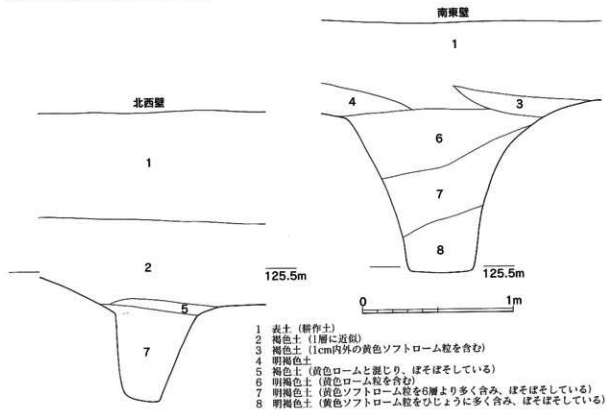 南東壁
1
4
3
6
7
8
125.5m
北西壁
1
2
125.5m
5
7
0 1m
1 表土(耕作土)
2 褐色土(1層に近似)
3 褐色土(1cm内外の黄色ソフトローム粒を含む)
4 明褐色土
5 褐色土(黄色ロームと混じり、ぼそぼそしている)
6 明褐色土(黄色ローム粒を含む)
7 明褐色土(黄色ソフトローム粒を6層より多く含み、ぼそぼそしている)
8 明褐色土(黄色ソフトローム粒をひじょうに多く含み、ぼそぼそしている)